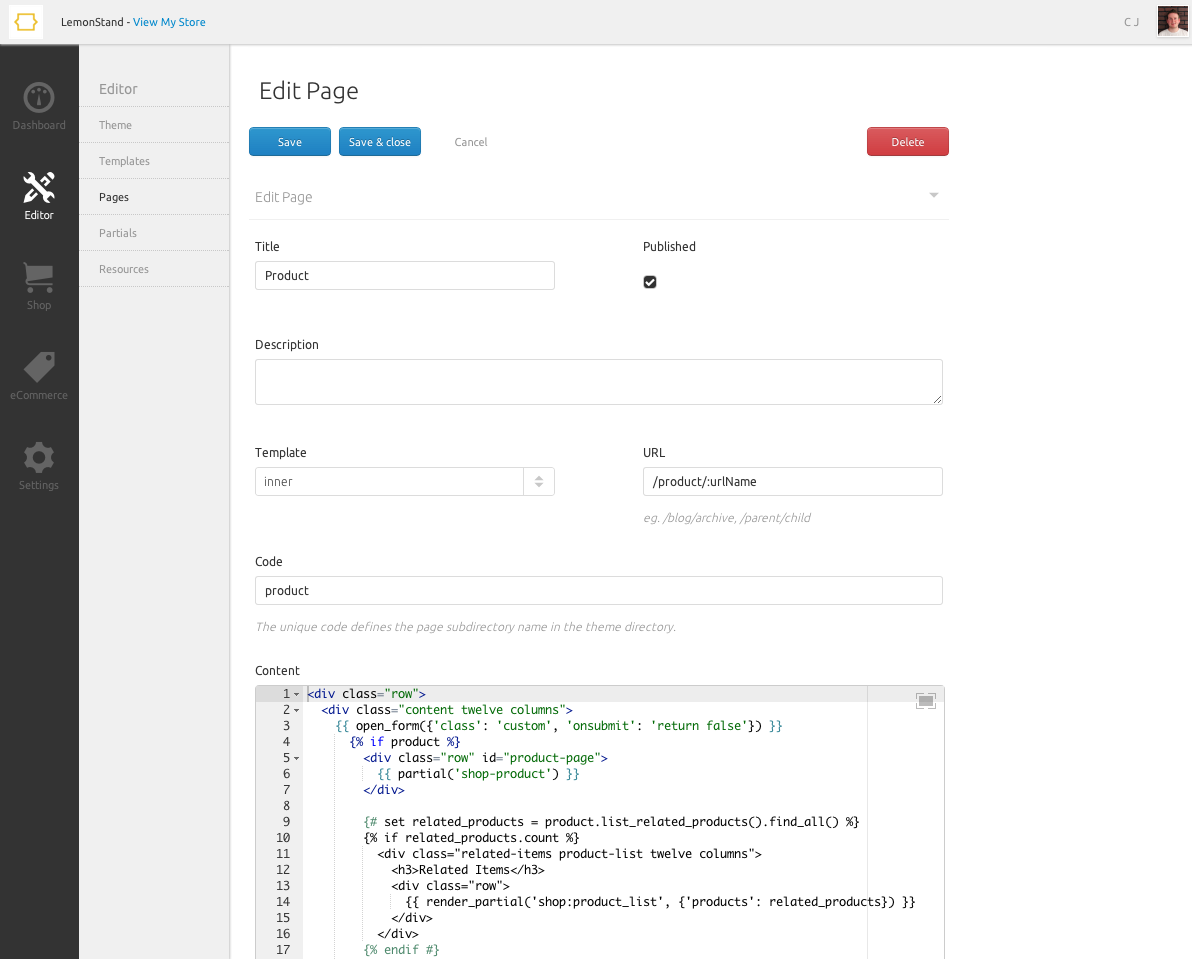 LemonStand - View My Store
C J
Dashboard
Editor
Shop
eCommerce
Settings
Editor
Theme
Templates
Pages
Partials
Resources
Edit Page
Save
Save & close
Cancel
Delete
Edit Page
Title
Published
Product
Description
Template
URL
inner
/product/:urlName
eg. /blog/archive, /parent/child
Code
product
The unique code defines the page subdirectory name in the theme directory.
Content
1 <div class="row">
2 <div class="content twelve columns">
3 {{ open_form({'class': 'custom', 'onsubmit': 'return false'}) }}
4 {% if product %}
5 <div class="row" id="product-page">
6 {{ partial('shop-product') }}
7 </div>
8
9 {# set related_products = product.list_related_products().find_all() %}
10 {% if related_products.count %}
11 <div class="related-items product-list twelve columns">
12 <h3>Related Items</h3>
13 <div class="row">
14 {{ render_partial('shop:product_list', {'products': related_products}) }}
15 </div>
16 </div>
17 {% endif #}